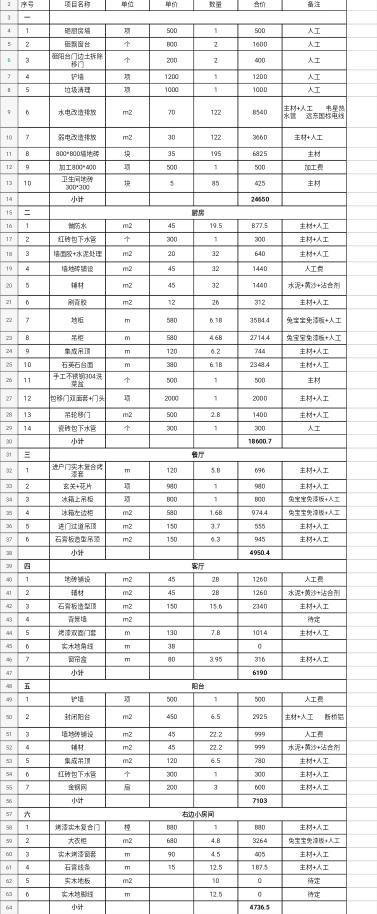 2 序号 项目名称 单位 单价 数量 合价 备注
3 一
4 1 砸厨房墙 项 500 1 500 人工
5 2 砸飘窗台 个 800 2 1600 人工
6 3 砸阳台门边土拆除移门 个 200 2 400 人工
7 4 铲墙 项 1200 1 1200 人工
8 5 垃圾清理 项 1000 1 1000 人工
9 6 水电改造排放 m2 70 122 8540 主材+人工 韦星热水管 远东国标电线
10 7 弱电改造排放 m2 30 122 3660 主材+人工
11 8 800*800墙地砖 块 35 195 6825 主材
12 9 加工800*400 项 500 1 500 加工费
13 10 卫生间地砖300*300 块 5 85 425 主材
14 小计 24650
15 二 厨房
16 1 做防水 m2 45 19.5 877.5 主材+人工
17 2 红砖包下水管 个 300 1 300 主材+人工
18 3 墙面胶+水泥处理 m2 20 32 640 主材+人工
19 4 墙地砖铺设 m2 45 32 1440 人工费
20 5 辅材 m2 45 32 1440 水泥+黄沙+沾合剂
21 6 刷背胶 m2 12 26 312 主材+人工
22 7 地柜 m 580 6.18 3584.4 兔宝宝免漆板+人工
23 8 吊柜 m 580 4.68 2714.4 兔宝宝免漆板+人工
24 9 集成吊顶 m 120 6.2 744 主材+人工
25 10 石英石台面 m 380 6.18 2348.4 主材+人工
26 11 手工不锈钢304洗菜盆 个 500 1 500 主材
27 12 包移门双面套+门头 项 2000 1 2000 主材+人工
28 13 吊轮移门 m2 500 2.8 1400 主材+人工
29 14 瓷砖包下水管 个 300 1 300 人工
30 小计 18600.7
31 三 餐厅
32 1 进户门实木复合烤漆套 m 120 5.8 696 主材+人工
33 2 玄关+花片 项 980 1 980 主材+人工
34 3 冰箱上吊柜 项 800 1 800 兔宝宝免漆板+人工
35 4 冰箱左边柜 m2 580 1.68 974.4 兔宝宝免漆板+人工
36 5 进门过道吊顶 m2 150 3.7 555 主材+人工
37 6 石膏板造型吊顶 m2 150 6.3 945 主材+人工
38 小计 4950.4
39 四 客厅
40 1 地砖铺设 m2 45 28 1260 人工费
41 2 辅材 m2 45 28 1260 水泥+黄沙+沾合剂
42 3 石膏板造型顶 m2 150 15.6 2340 主材+人工
43 4 背景墙 m2 待定
44 5 烤漆双面门套 m 130 7.8 1014 主材+人工
45 6 实木地角线 m 38 0
46 7 窗帘盒 m 80 3.95 316 主材+人工
47 小计 6190
48 五 阳台
49 1 铲墙 项 500 1 500 人工费
50 2 封闭阳台 m2 450 6.5 2925 主材+人工 断桥铝
51 3 墙地砖铺设 m2 45 22.2 999 人工费
52 4 辅材 m2 45 22.2 999 水泥+黄沙+沾合剂
53 5 集成吊顶 m2 120 6.5 780 主材+人工
54 6 红砖包下水管 个 300 1 300 主材+人工
55 7 金钢网 扇 200 3 600 主材+人工
56 小计 7103
57 六 右边小房间
58 1 烤漆实木复合门 樘 880 1 880 主材+人工
59 2 大衣柜 m2 680 4.8 3264 兔宝宝免漆板+人工
60 3 实木烤漆窗套 m 90 4.5 405 主材+人工
61 4 石膏线条 m 15 12.5 187.5 主材+人工
62 5 实木地板 m2 10 0 待定
63 6 实木地脚线 m 12.5 0 待定
64 小计 4736.5